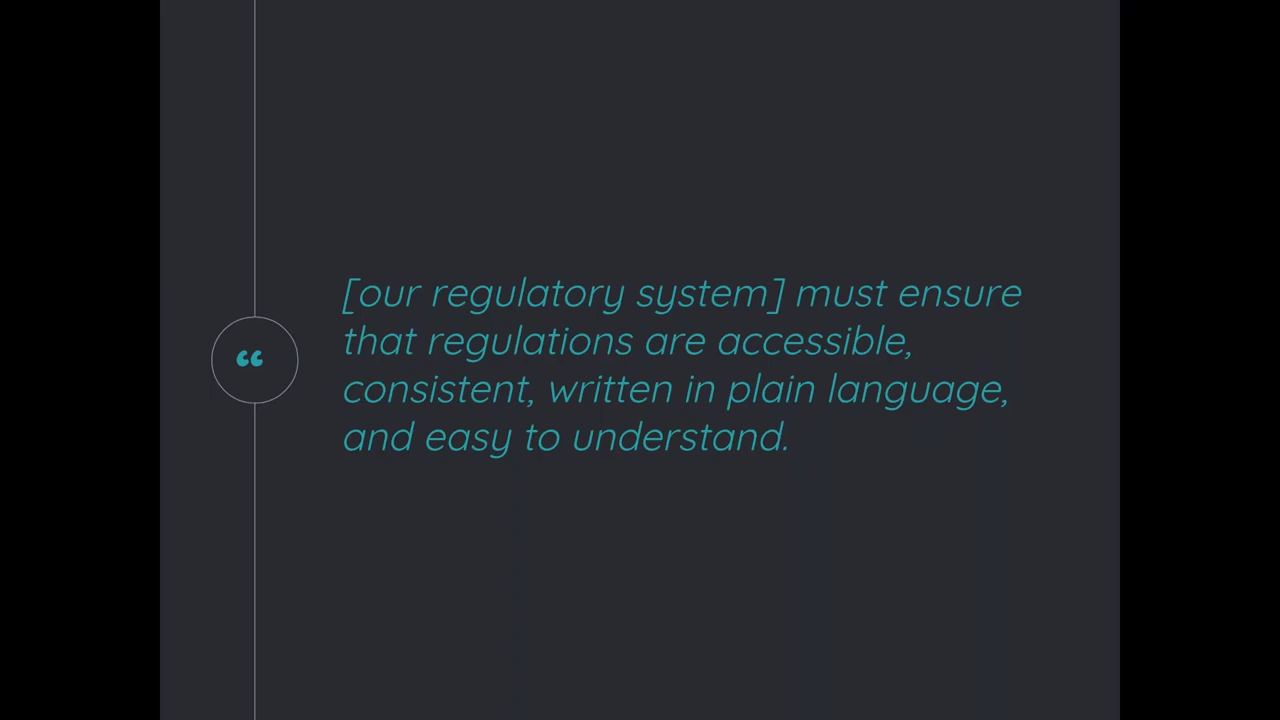 “
[our regulatory system] must ensure
that regulations are accessible,
consistent, written in plain language,
and easy to understand.